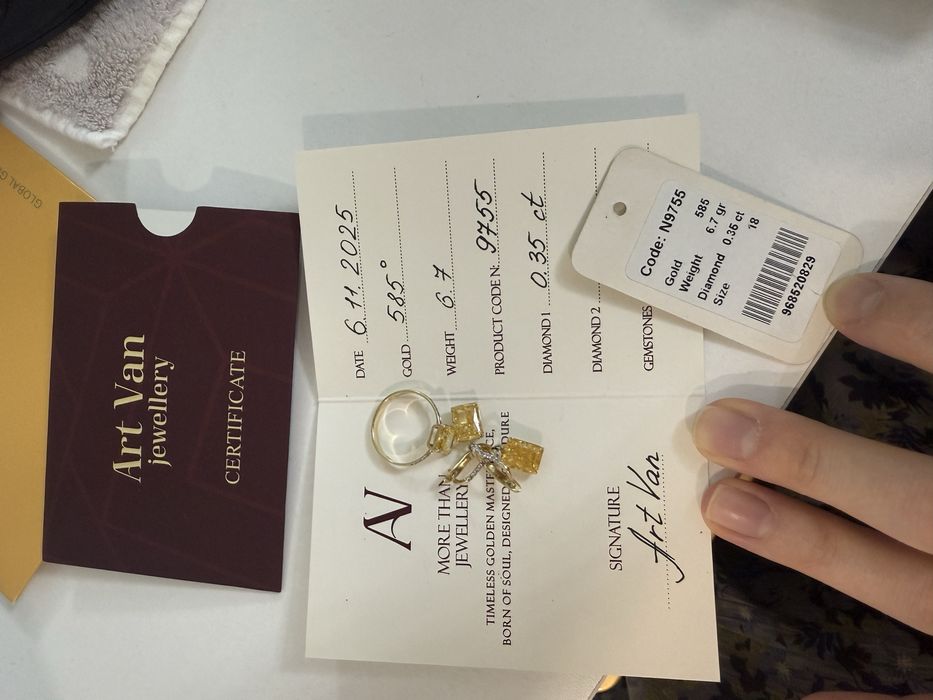 GLOBAL G
Art Van
jewellery
CERTIFICATE
DATE 6.11.2025
GOLD 585°
WEIGHT 6.7
PRODUCT CODE N: 9755
DIAMOND 1 0.35 ct
DIAMOND 2
GEMSTONES
Code: N9755
Gold 585
Weight 6.7 gr
Diamond 0.36 ct
Size 18
968520829
AV
MORE THAN
JEWELLERY
TIMELESS GOLDEN
BORN OF SOUL, DESIGNED
SIGNATURE
Art Van